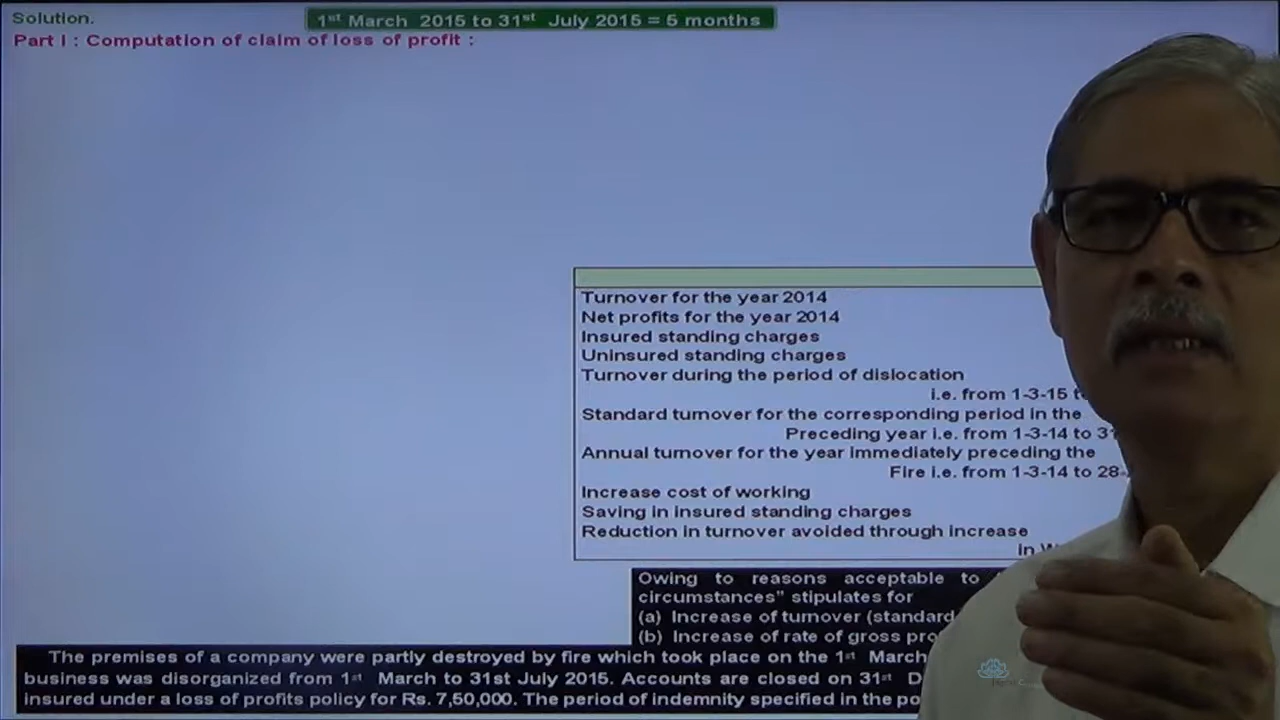 Solution.
1st March 2015 to 31st July 2015 = 5 months
Part I : Computation of claim of loss of profit :
Turnover for the year 2014
Net profits for the year 2014
Insured standing charges
Uninsured standing charges
Turnover during the period of dislocation
i.e. from 1-3-15
Standard turnover for the corresponding period in the
Preceding year i.e. from 1-3-14 to
Annual turnover for the year immediately preceding the
Fire i.e. from 1-3-14 to 28-
Increase cost of working
Saving in insured standing charges
Reduction in turnover avoided through increase
in
Owing to reasons acceptable to
circumstances" stipulates for
(a) Increase of turnover (standard
(b) Increase of rate of gross
The premises of a company were partly destroyed by fire which took place on the 1st March
business was disorganized from 1st March to 31st July 2015. Accounts are closed on 31st
insured under a loss of profits policy for Rs. 7,50,000. The period of indemnity specified in the